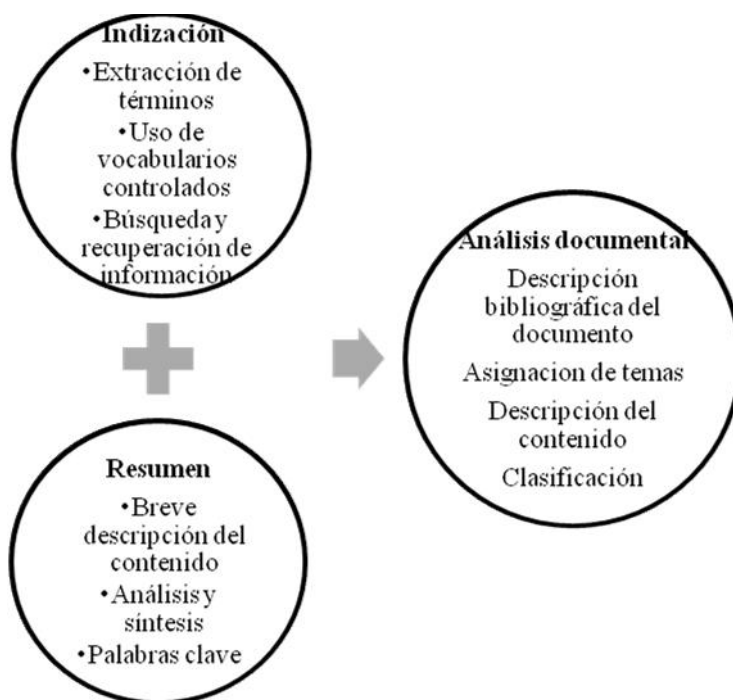 Indización
•Extracción de
términos
•Uso de
vocabularios
controlados
•Búsqueda y
recuperación de
información
Resumen
•Breve
descripción del
contenido
•Análisis y
síntesis
•Palabras clave
Análisis documental
Descripción
bibliográfica del
documento
Asignacion de temas
Descripción del
contenido
Clasificación